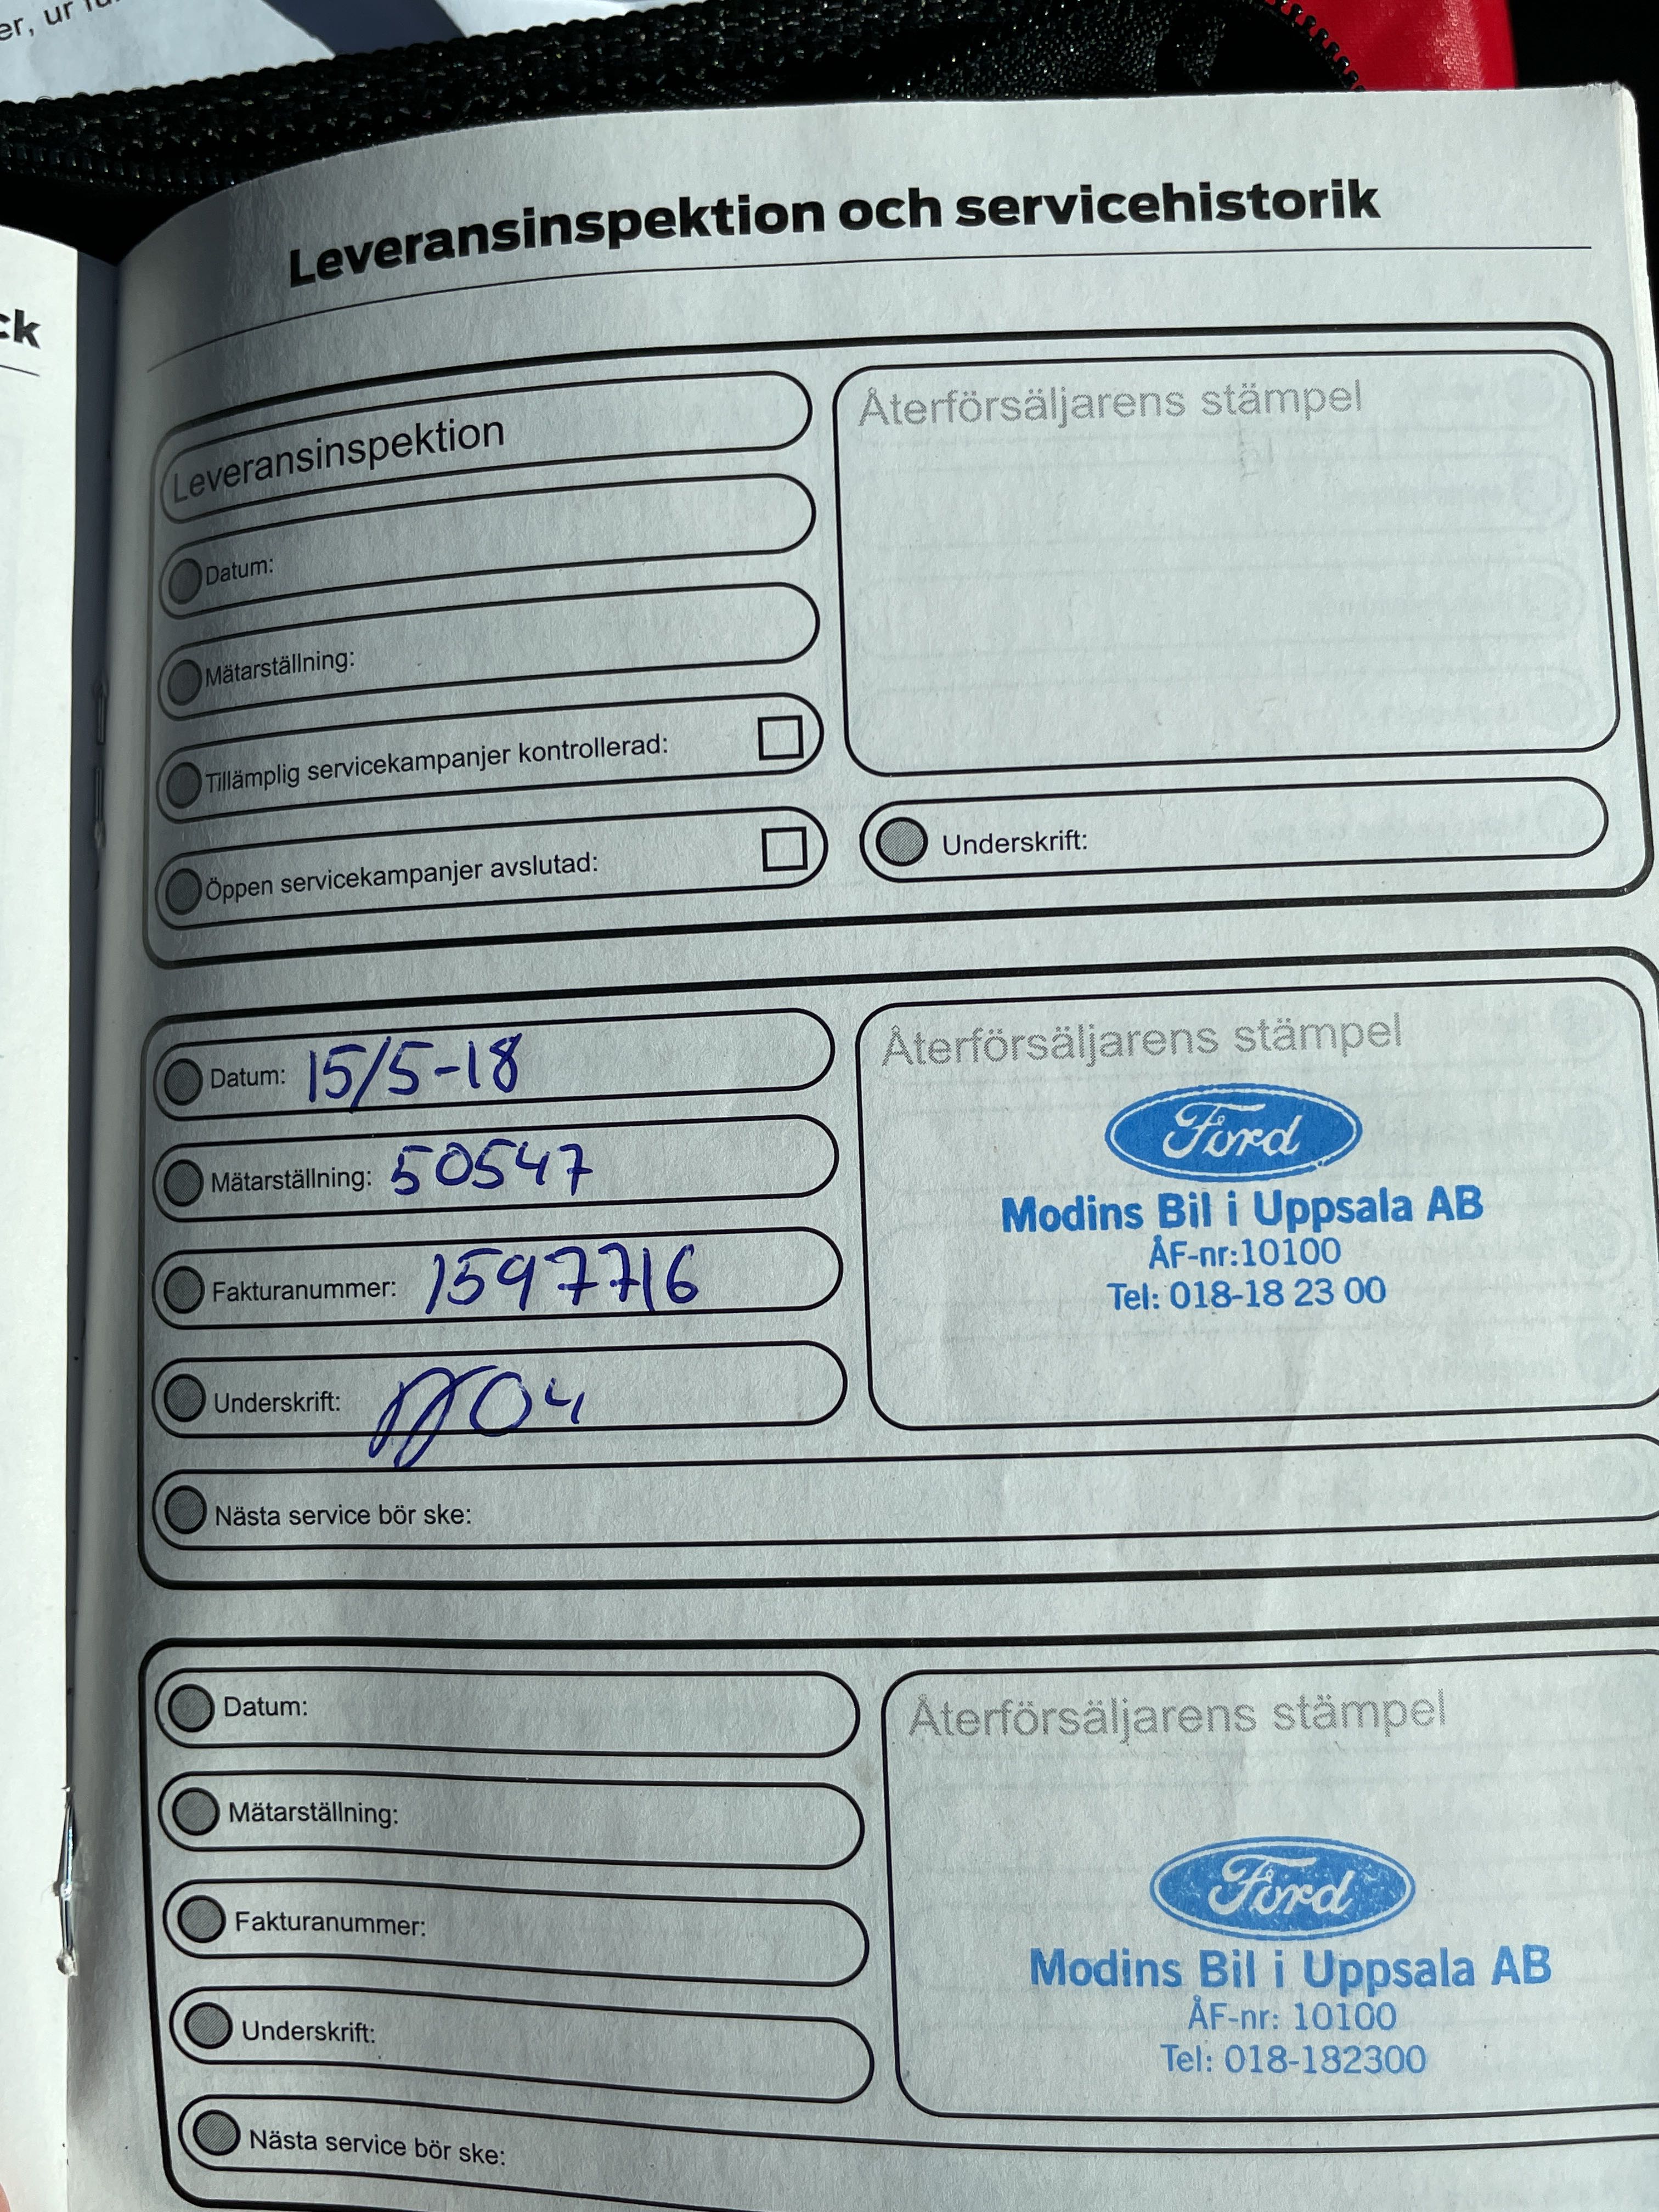 er, ur
ck
Leveransinspektion och servicehistorik
Leveransinspektion
Datum:
Mätarställning:
Tillämplig servicekampanjer kontrollerad:
Öppen servicekampanjer avslutad:
Återförsäljarens stämpel
Underskrift:
Datum: 15/5-18
Mätarställning: 50547
Fakturanummer: 1597716
Underskrift:
Nästa service bör ske:
Återförsäljarens stämpel
Ford
Modins Bil i Uppsala AB
ÅF-nr:10100
Tel: 018-18 23 00
Datum:
Mätarställning:
Fakturanummer:
Underskrift:
Nästa service bör ske:
Återförsäljarens stämpel
Ford
Modins Bil i Uppsala AB
ÅF-nr: 10100
Tel: 018-182300